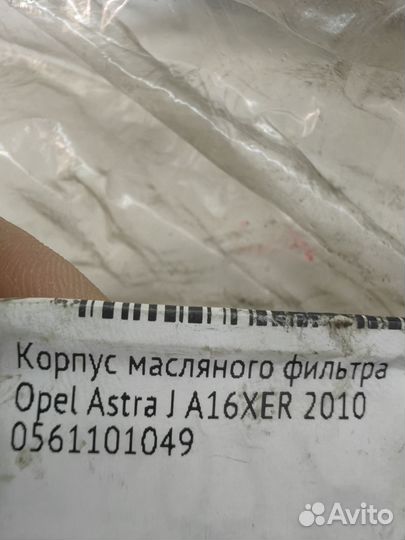 Корпус масляного фильтра
Opel Astra J A16XER 2010
0561101049
Avito